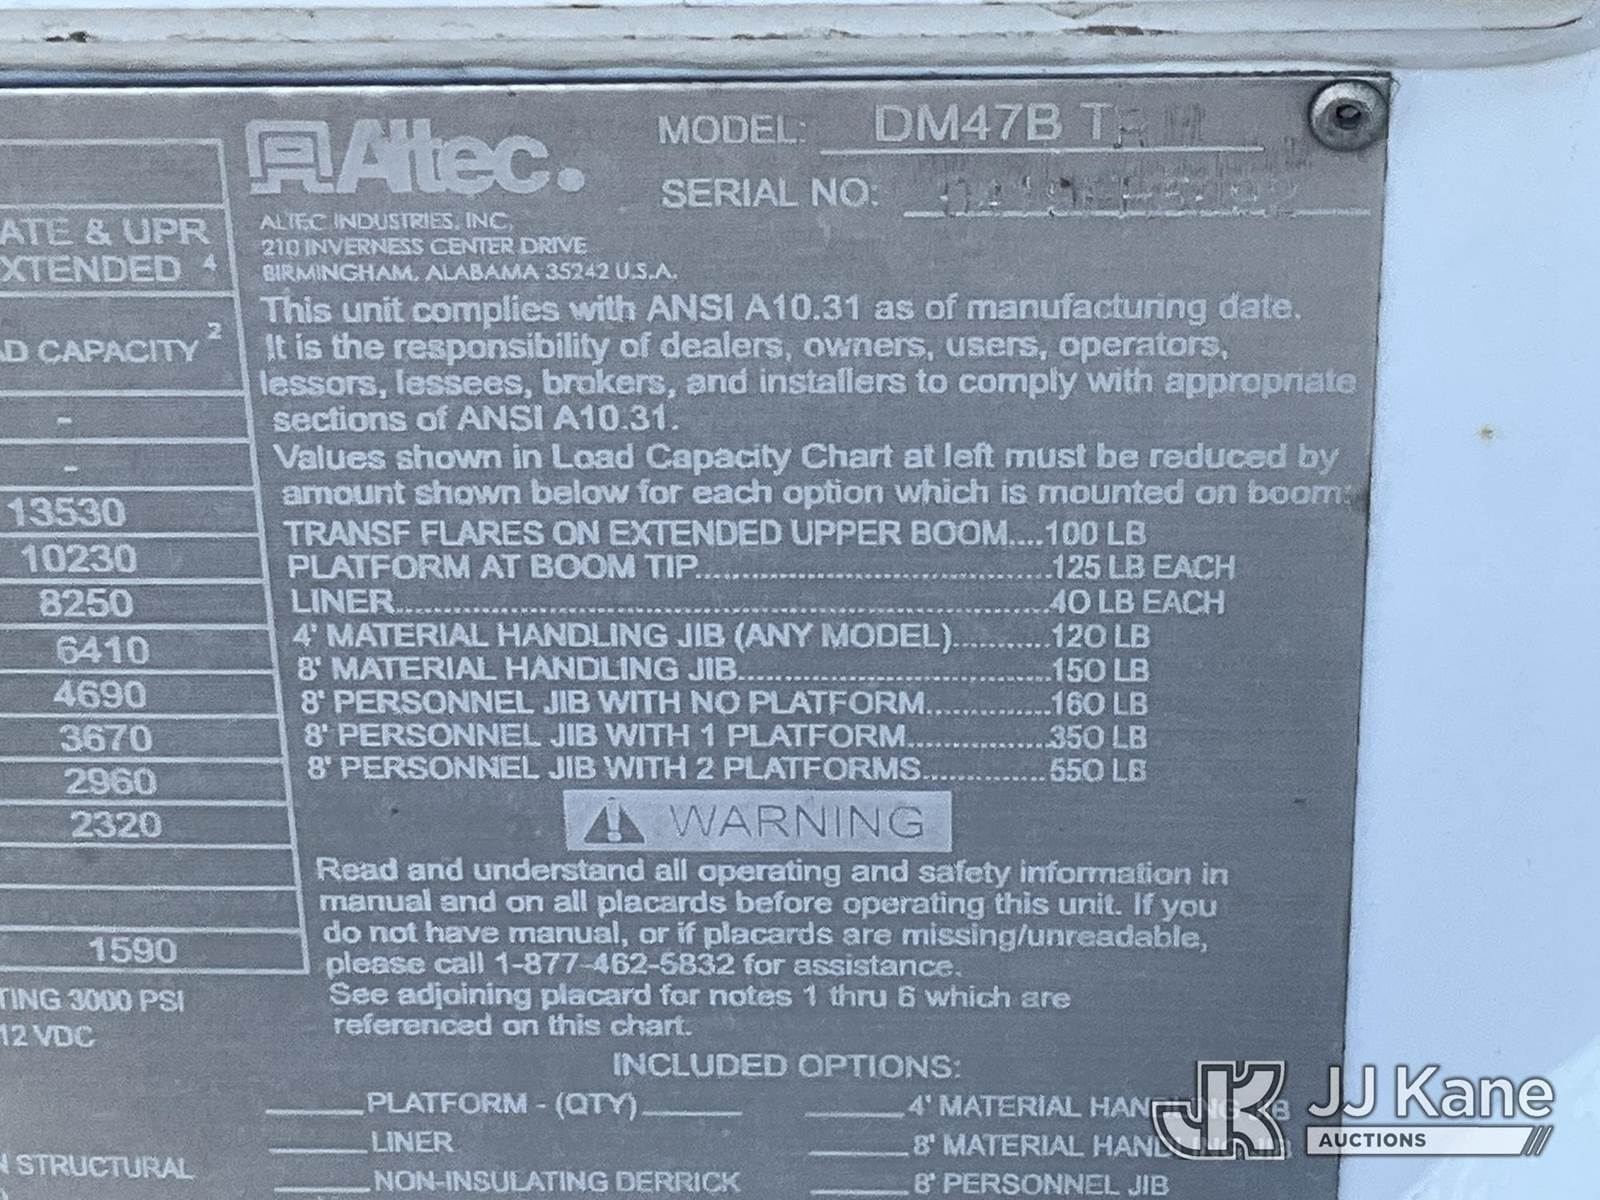 Altec.
MODEL: DM47B
SERIAL NO:
ALTEC INDUSTRIES, INC,
210 INVERNESS CENTER DRIVE
BIRMINGHAM, ALABAMA 35242 U.S.A.
This unit complies with ANSI A10.31 as of manufacturing date.
It is the responsibility of dealers, owners, users, operators,
lessors, lessees, brokers, and installers to comply with appropriate
sections of ANSI A10.31.
Values shown in Load Capacity Chart at left must be reduced by
amount shown below for each option which is mounted on boom:
TRANSF FLARES ON EXTENDED UPPER BOOM....100 LB
PLATFORM AT BOOM TIP....................................125 LB EACH
LINER..................................................................40 LB EACH
4' MATERIAL HANDLING JIB (ANY MODEL)..........120 LB
8' MATERIAL HANDLING JIB................................150 LB
8' PERSONNEL JIB WITH NO PLATFORM.............160 LB
8' PERSONNEL JIB WITH 1 PLATFORM...............350 LB
8' PERSONNEL JIB WITH 2 PLATFORMS.............550 LB
WARNING
Read and understand all operating and safety information in
manual and on all placards before operating this unit. If you
do not have manual, or if placards are missing/unreadable,
please call 1-877-462-5832 for assistance.
See adjoining placard for notes 1 thru 6 which are
referenced on this chart.
INCLUDED OPTIONS:
PLATFORM - (QTY)
LINER
NON-INSULATING DERRICK
4' MATERIAL HANDLING JIB
8' MATERIAL HANDLING JIB
8' PERSONNEL JIB
ATE & UPR
XTENDED 4
AD CAPACITY 2
-
-
13530
10230
8250
6410
4690
3670
2960
2320
1590
TING 3000 PSI
12 VDC
N STRUCTURAL
JK
JJ Kane
AUCTIONS